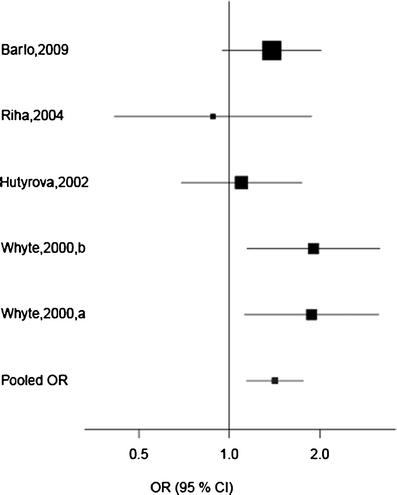 Barlo,2009
Riha,2004
Hutyrova,2002
Whyte,2000,b
Whyte,2000,a
Pooled OR
0.5 1.0 2.0
OR (95 % CI)